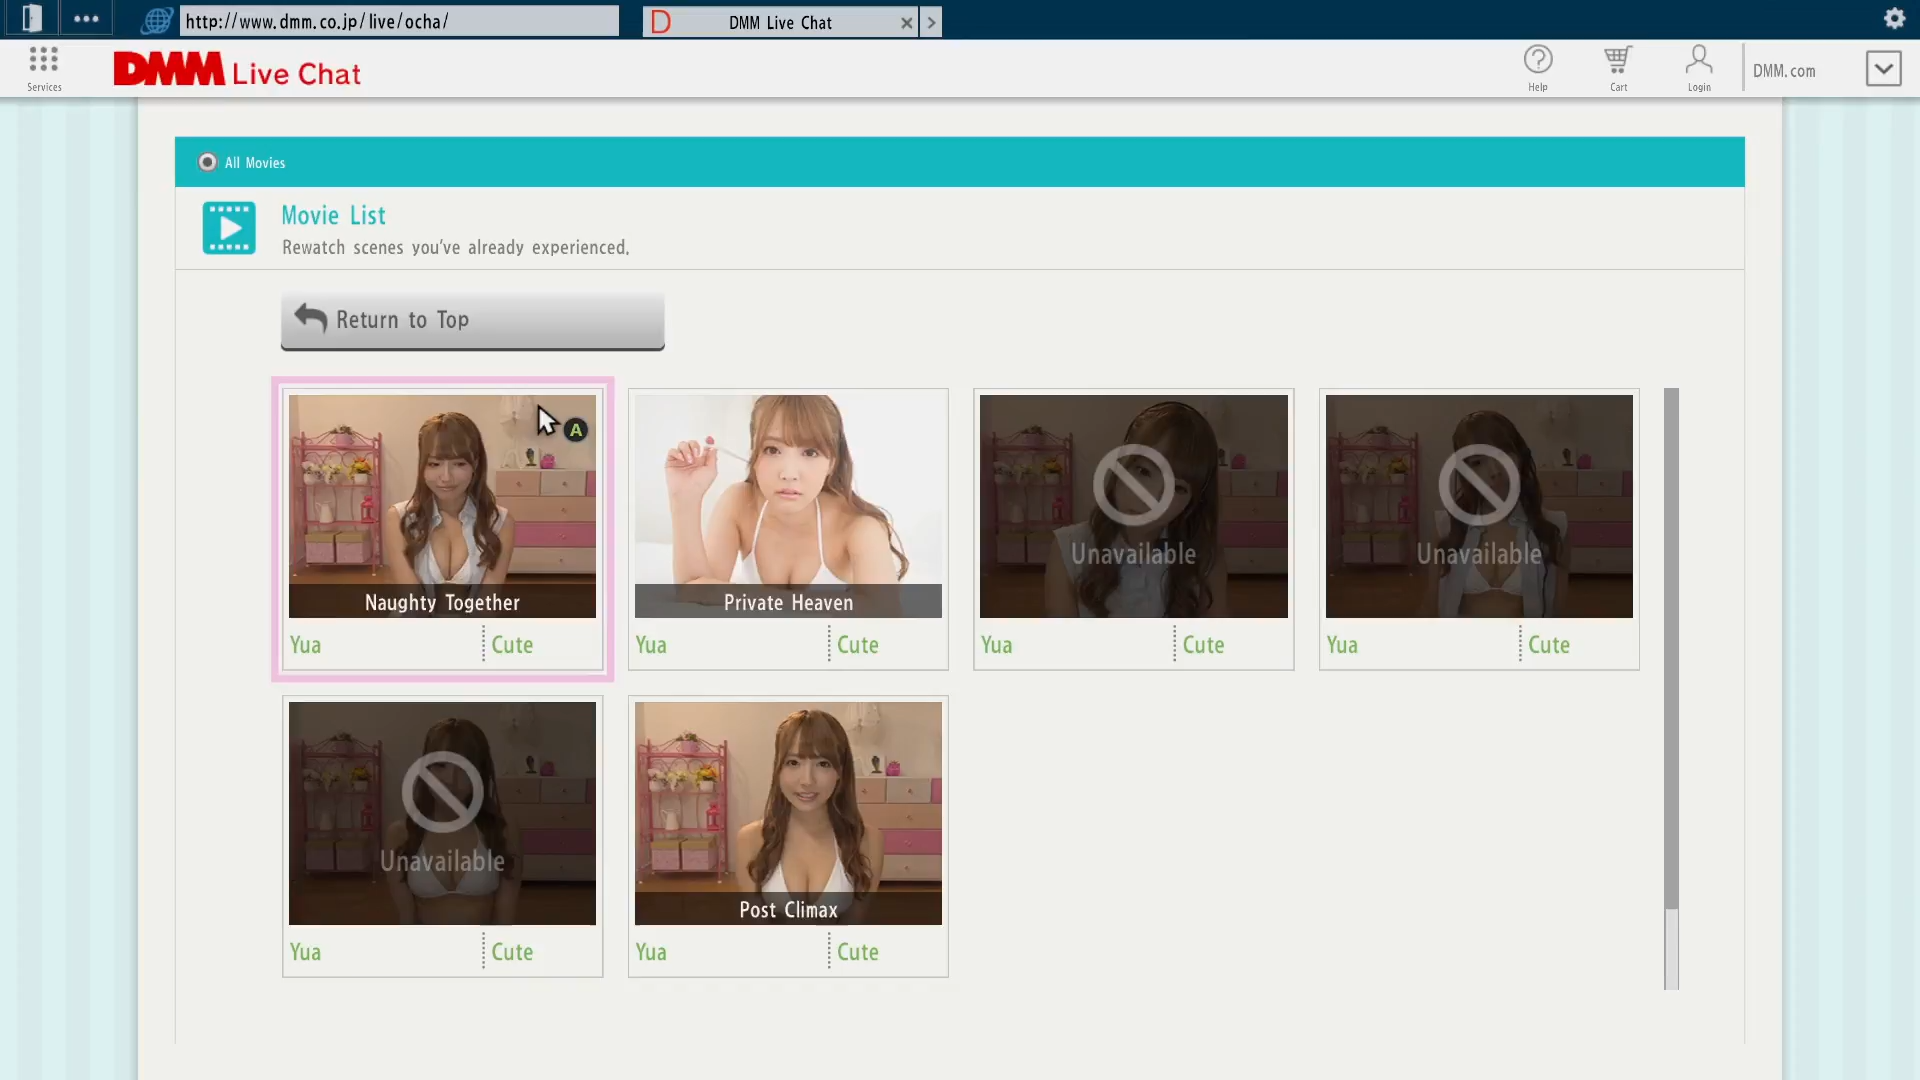 http://www.dmm.co.jp/live/ocha/
DMM Live Chat
Services
DMM Live Chat
Help
Cart
Login
DMM.com
All Movies
Movie List
Rewatch scenes you've already experienced.
Return to Top
A
Naughty Together
Private Heaven
Unavailable
Unavailable
Yua Cute
Yua Cute
Yua Cute
Yua Cute
Unavailable
Post Climax
Yua Cute
Yua Cute